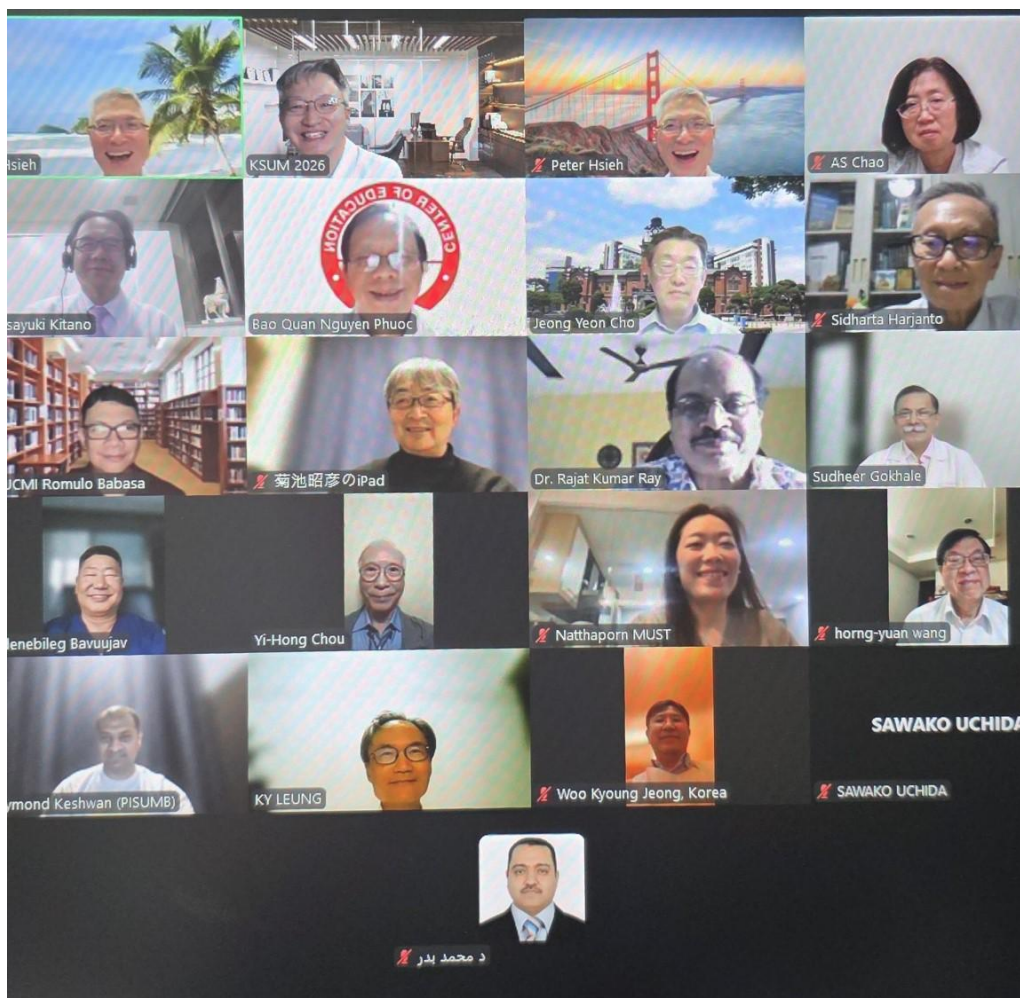 Hsieh
KSUM 2026
Peter Hsieh
AS Chao
sayuki Kitano
CENTER OF EDUCATION
Bao Quan Nguyen Phuoc
Jeong Yeon Cho
Sidharta Harjanto
JCMI Romulo Babasa
菊池昭彦のiPad
Dr. Rajat Kumar Ray
Sudheer Gokhale
lenebileg Bavuujav
Yi-Hong Chou
Natthaporn MUST
horng-yuan wang
ymond Keshwan (PISUMB)
KY LEUNG
Woo Kyoung Jeong, Korea
SAWAKO UCHIDA
SAWAKO UCHIDA
د محمد بدر